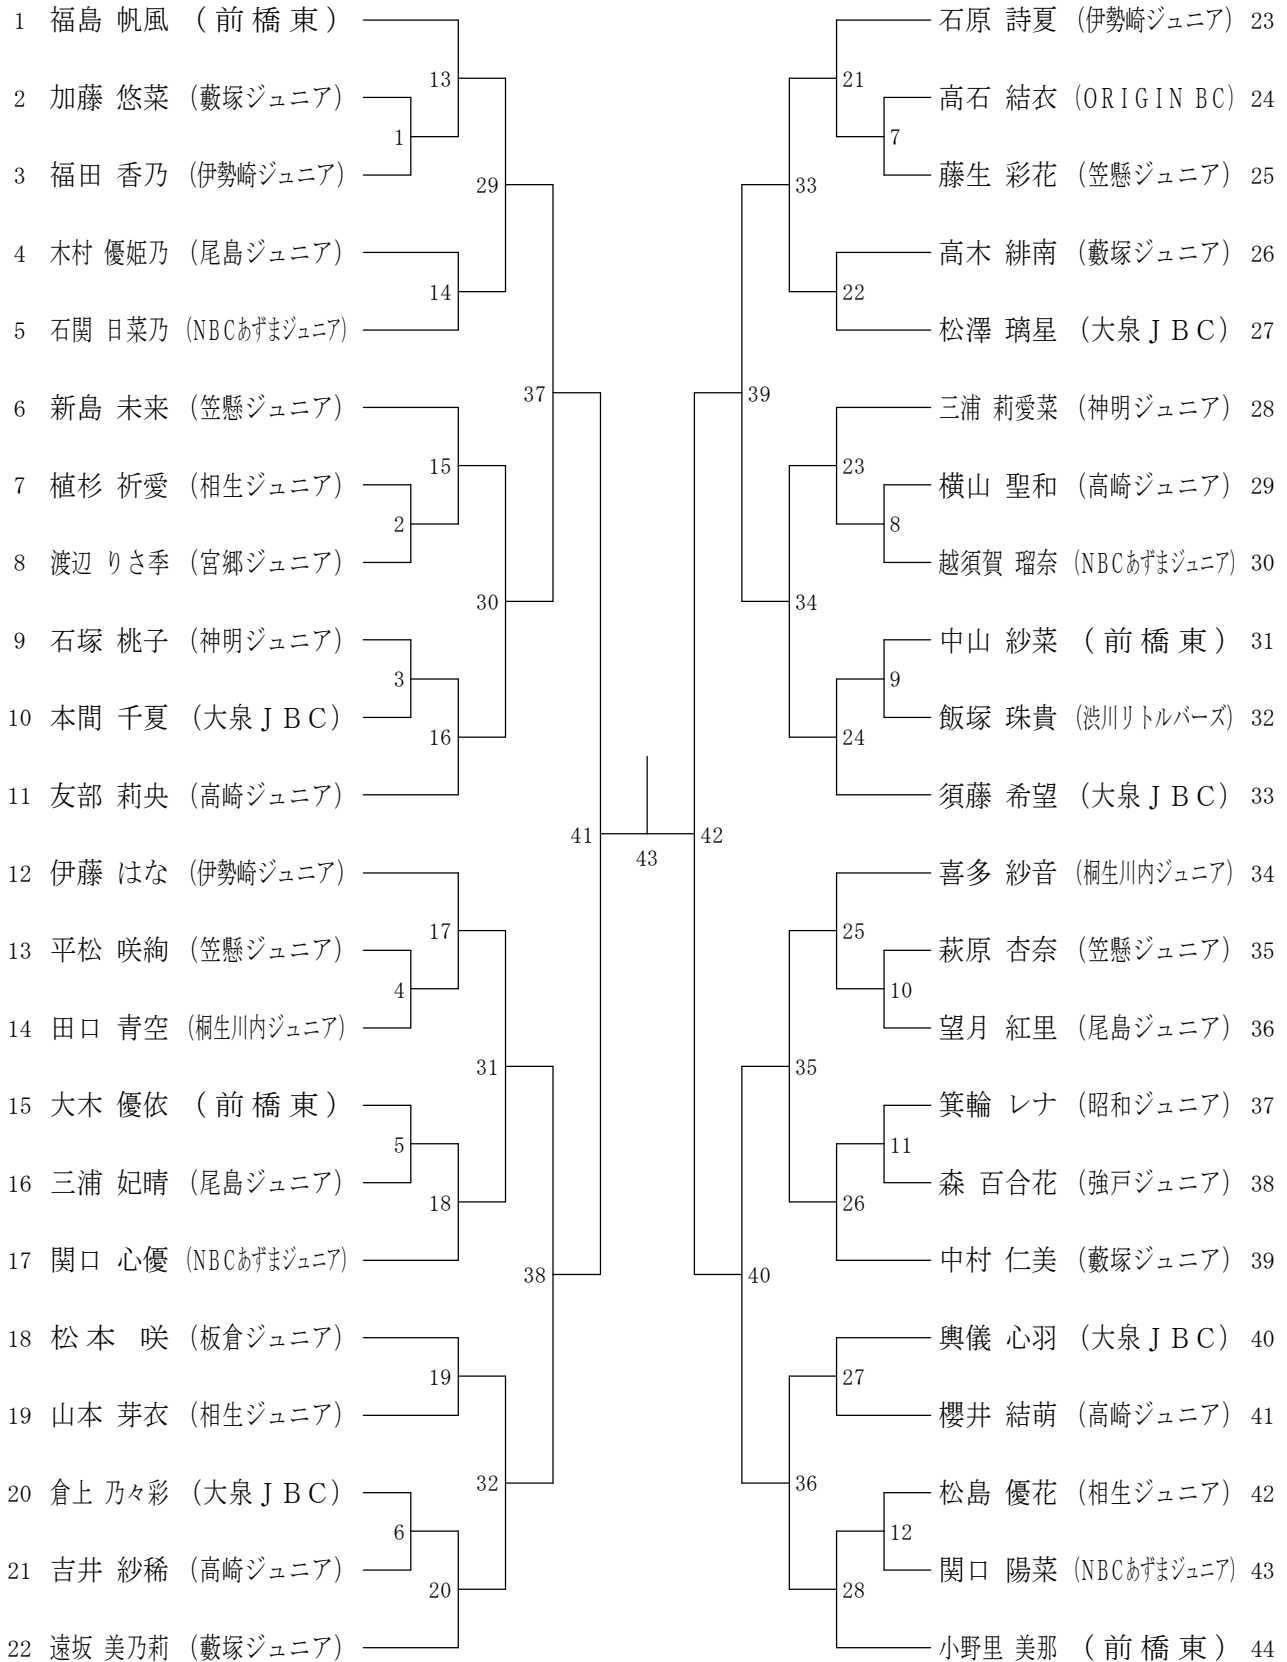 1 福島 帆風 (前橋東)
2 加藤 悠菜 (藪塚ジュニア)
3 福田 香乃 (伊勢崎ジュニア)
4 木村 優姫乃 (尾島ジュニア)
5 石関 日菜乃 (NBCあずまジュニア)
6 新島 未来 (笠懸ジュニア)
7 植杉 祈愛 (相生ジュニア)
8 渡辺 りさ季 (宮郷ジュニア)
9 石塚 桃子 (神明ジュニア)
10 本間 千夏 (大泉JBC)
11 友部 莉央 (高崎ジュニア)
12 伊藤 はな (伊勢崎ジュニア)
13 平松 咲絢 (笠懸ジュニア)
14 田口 青空 (桐生川内ジュニア)
15 大木 優依 (前橋東)
16 三浦 妃晴 (尾島ジュニア)
17 関口 心優 (NBCあずまジュニア)
18 松本 咲 (板倉ジュニア)
19 山本 芽衣 (相生ジュニア)
20 倉上 乃々彩 (大泉JBC)
21 吉井 紗稀 (高崎ジュニア)
22 遠坂 美乃莉 (藪塚ジュニア)
1
2
3
4
5
6
13
14
15
16
17
18
19
20
29
30
31
32
37
38
41
43
42
39
40
33
34
35
36
21
22
23
24
25
26
27
28
7
8
9
10
11
12
石原 詩夏 (伊勢崎ジュニア) 23
高石 結衣 (ORIGIN BC) 24
藤生 彩花 (笠懸ジュニア) 25
高木 緋南 (藪塚ジュニア) 26
松澤 璃星 (大泉JBC) 27
三浦 莉愛菜 (神明ジュニア) 28
横山 聖和 (高崎ジュニア) 29
越須賀 瑠奈 (NBCあずまジュニア) 30
中山 紗菜 (前橋東) 31
飯塚 珠貴 (渋川リトルバーズ) 32
須藤 希望 (大泉JBC) 33
喜多 紗音 (桐生川内ジュニア) 34
萩原 杏奈 (笠懸ジュニア) 35
望月 紅里 (尾島ジュニア) 36
箕輪 レナ (昭和ジュニア) 37
森 百合花 (強戸ジュニア) 38
中村 仁美 (藪塚ジュニア) 39
輿儀 心羽 (大泉JBC) 40
櫻井 結萌 (高崎ジュニア) 41
松島 優花 (相生ジュニア) 42
関口 陽菜 (NBCあずまジュニア) 43
小野里 美那 (前橋東) 44